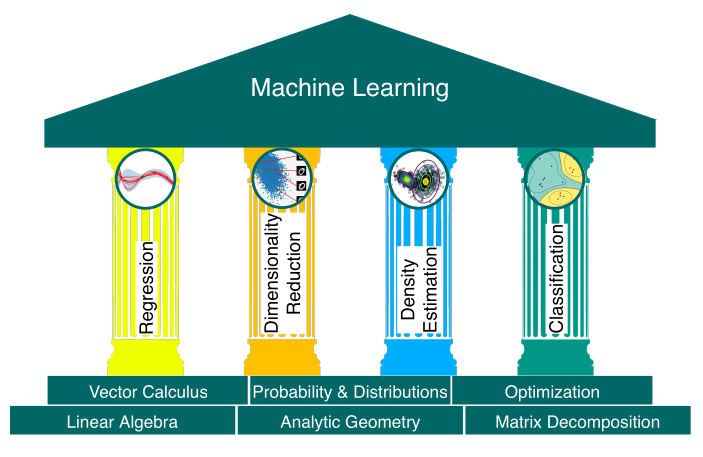 Machine Learning
Regression
Dimensionality
Reduction
Density
Estimation
Classification
Vector Calculus
Probability & Distributions
Optimization
Linear Algebra
Analytic Geometry
Matrix Decomposition